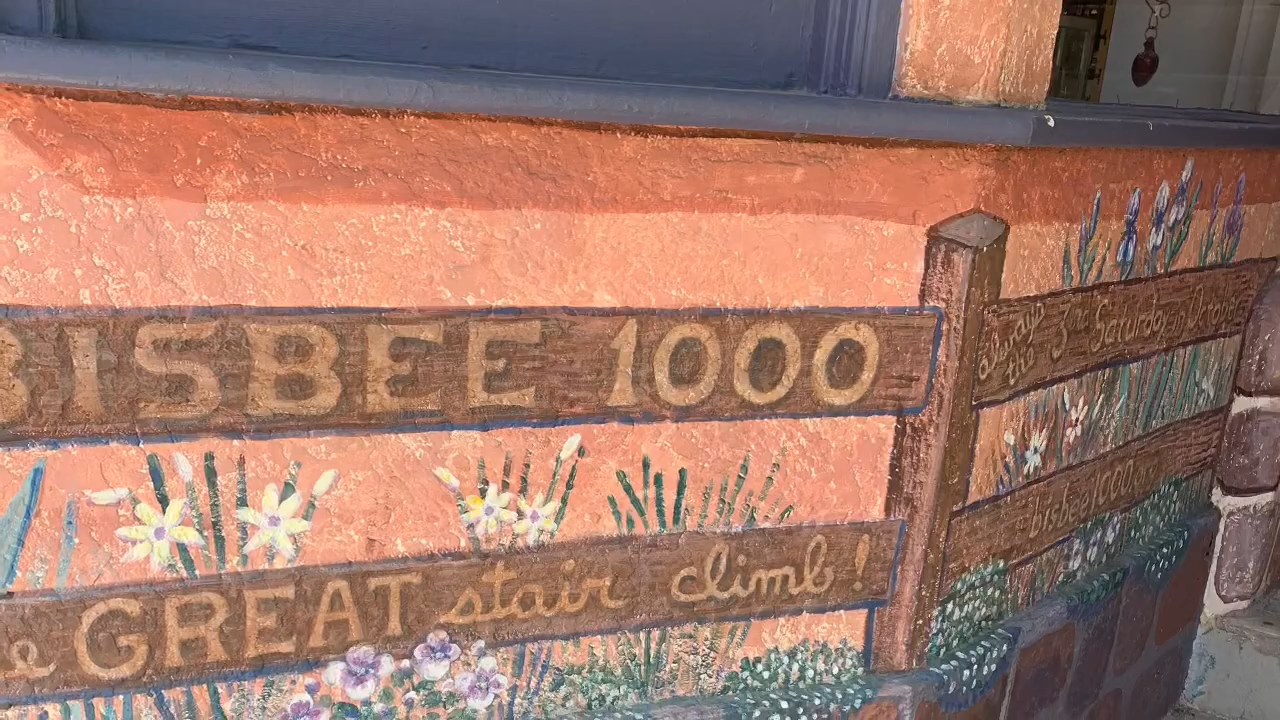 BISBEE 1000
e GREAT stair climb!
always
the 3rd Saturday in October
bisbee1000